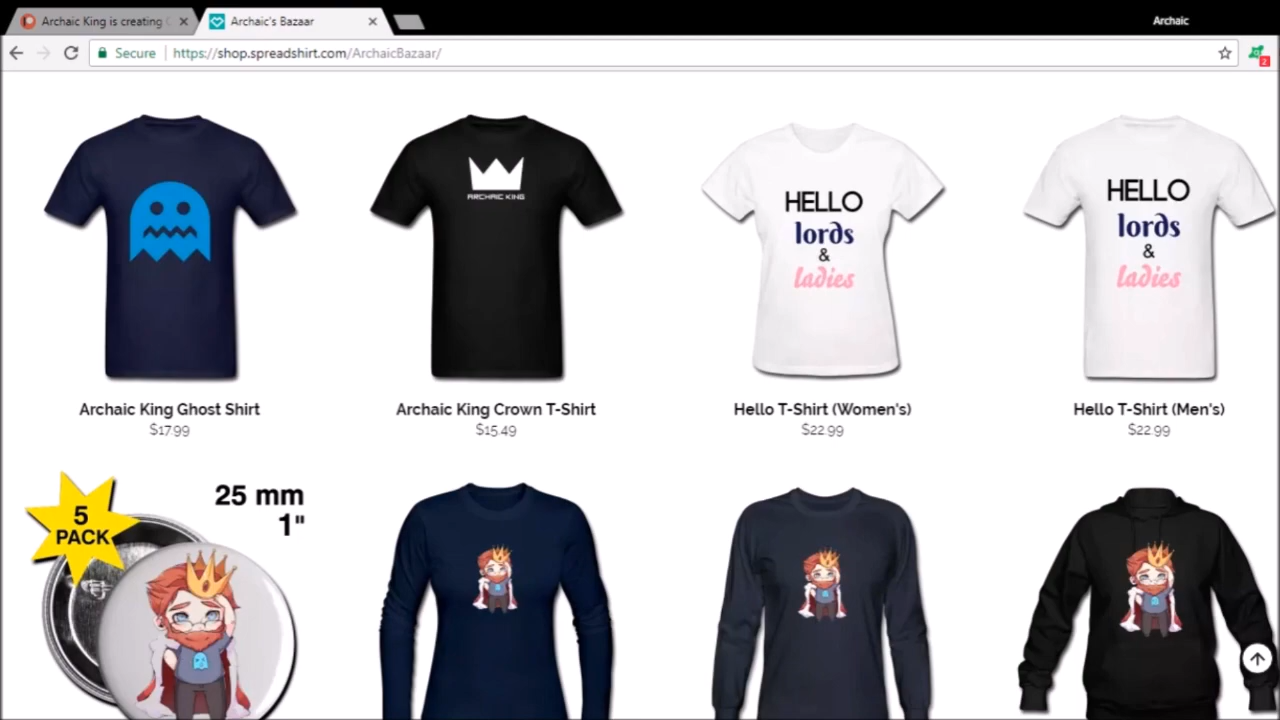 Archaic King is creating
Archaic's Bazaar
Archaic
Secure
https://shop.spreadshirt.com/ArchaicBazaar/
2
ARCHAIC KING
HELLO
lords
&
ladies
HELLO
lords
&
ladies
Archaic King Ghost Shirt
$17.99
Archaic King Crown T-Shirt
$15.49
Hello T-Shirt (Women's)
$22.99
Hello T-Shirt (Men's)
$22.99
5
PACK
25 mm
1"